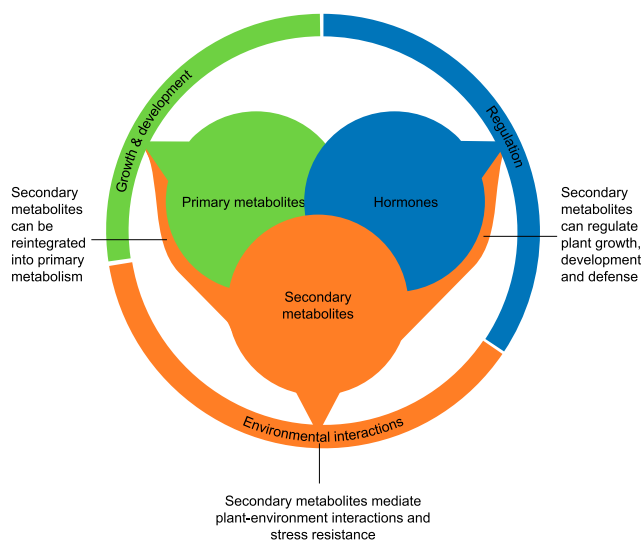 Growth & development
Regulation
Primary metabolites
Hormones
Secondary
metabolites
can be
reintegrated
into primary
metabolism
Secondary
metabolites
can regulate
plant growth,
development
and defense
Secondary
metabolites
Environmental interactions
Secondary metabolites mediate
plant-environment interactions and
stress resistance